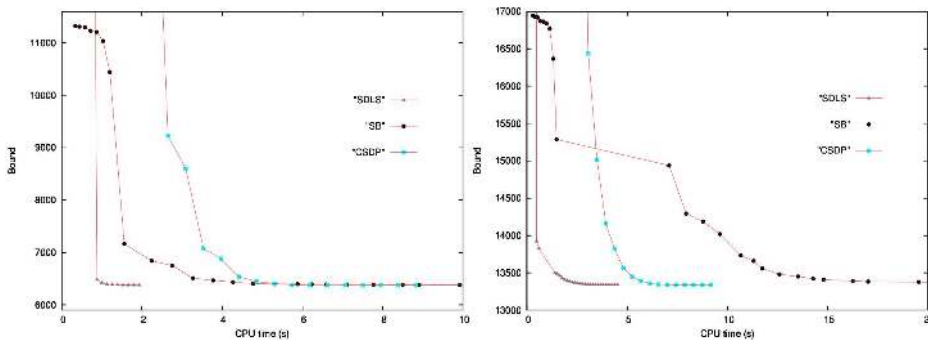 11000
10000
9000
8000
7000
6000
Bound
0 2 4 6 8 10
CPU time (s)
"SDLS"
"SB"
"CSDP"
17000
16500
16000
15500
15000
14500
14000
13500
13000
Bound
0 5 10 15 20
CPU time (s)
"SDLS"
"SB"
"CSDP"